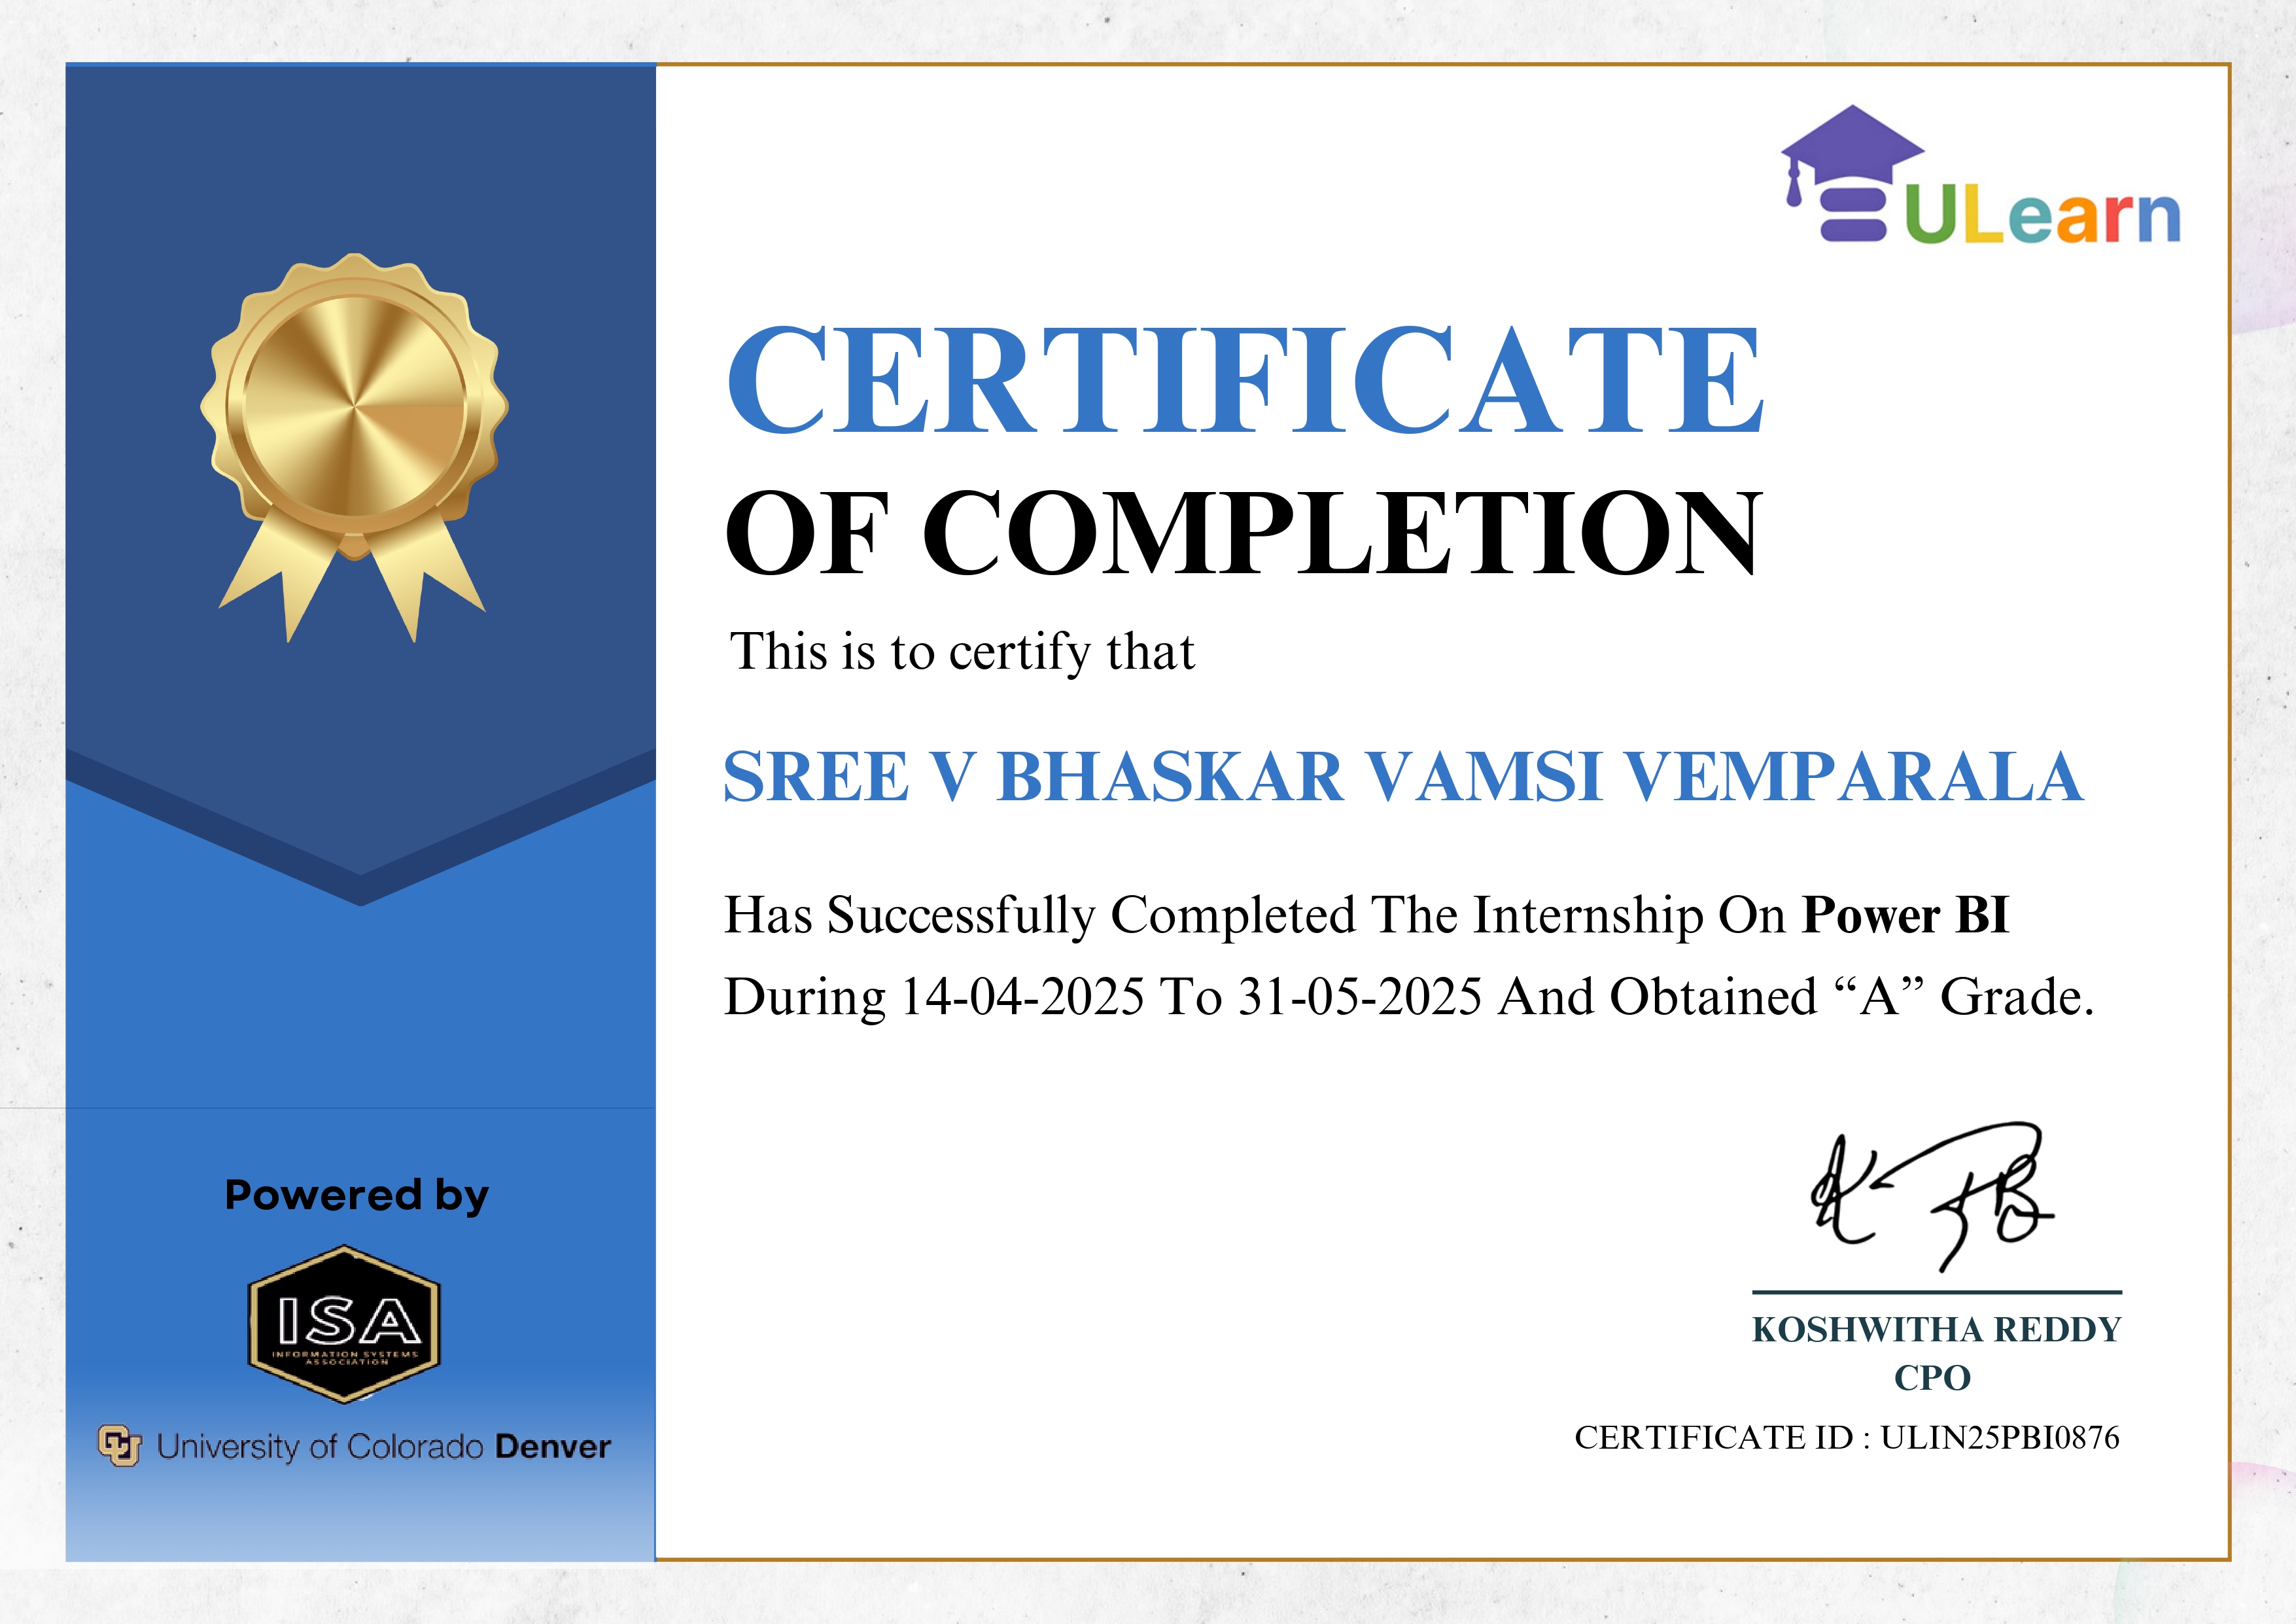 ULearn
CERTIFICATE
OF COMPLETION
This is to certify that
SREE V BHASKAR VAMSI VEMPARALA
Has Successfully Completed The Internship On Power BI
During 14-04-2025 To 31-05-2025 And Obtained “A” Grade.
Powered by
ISA
INFORMATION SYSTEMS
ASSOCIATION
CU University of Colorado Denver
KOSHWITHA REDDY
CPO
CERTIFICATE ID : ULIN25PBI0876